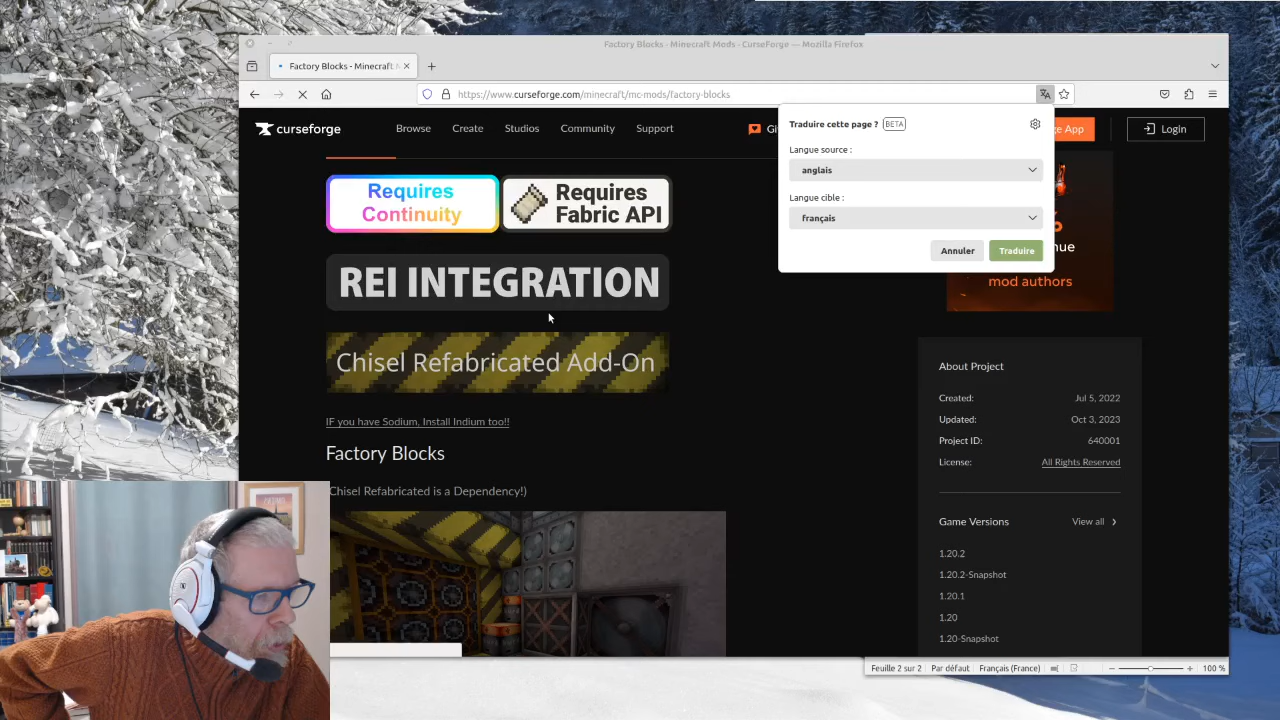 Factory Blocks - Minecraft Mods - CurseForge — Mozilla Firefox
Factory Blocks - Minecraft M
https://www.curseforge.com/minecraft/mc-mods/factory-blocks
curseforge
Browse
Create
Studios
Community
Support
Gi
ge App
Login
Traduire cette page ?
BETA
Langue source :
anglais
Langue cible :
français
Annuler
Traduire
Requires
Continuity
Requires
Fabric API
REI INTEGRATION
Chisel Refabricated Add-On
IF you have Sodium, Install Indium too!!
Factory Blocks
Chisel Refabricated is a Dependency!)
nue
mod authors
About Project
Created:
Jul 5, 2022
Updated:
Oct 3, 2023
Project ID:
640001
License:
All Rights Reserved
Game Versions
View all
1.20.2
1.20.2-Snapshot
1.20.1
1.20
1.20-Snapshot
Feuille 2 sur 2
Par défaut
Français (France)
100 %